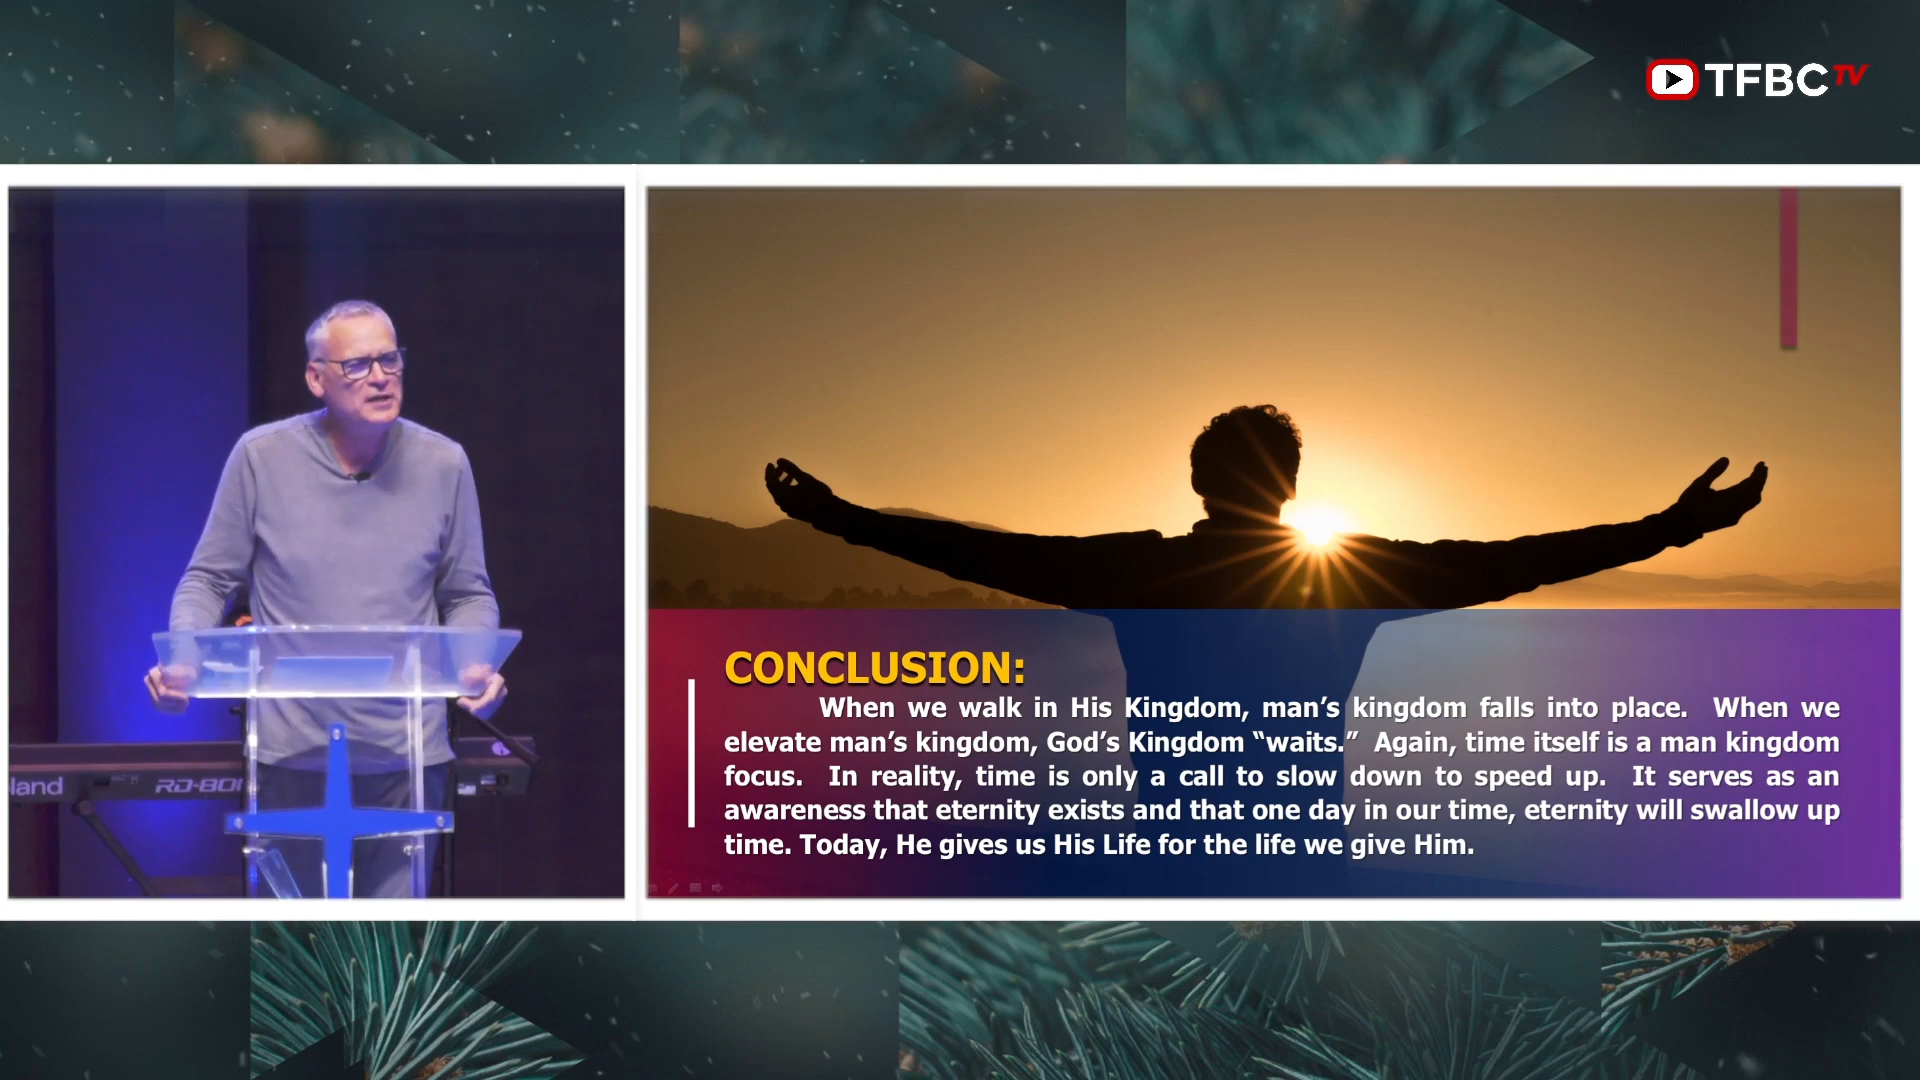 TFBC TV
land RD-800
CONCLUSION:
When we walk in His Kingdom, man’s kingdom falls into place. When we
elevate man’s kingdom, God’s Kingdom “waits.” Again, time itself is a man kingdom
focus. In reality, time is only a call to slow down to speed up. It serves as an
awareness that eternity exists and that one day in our time, eternity will swallow up
time. Today, He gives us His Life for the life we give Him.